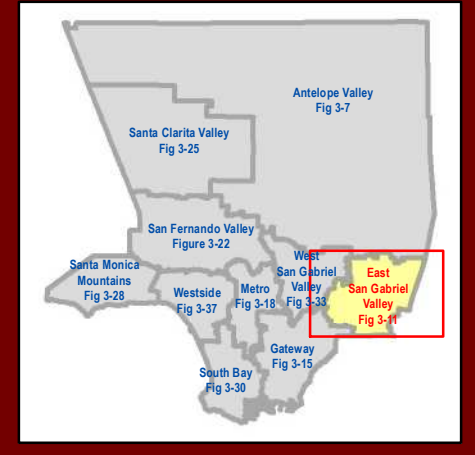 Antelope Valley
Fig 3-7
Santa Clarita Valley
Fig 3-25
San Fernando Valley
Figure 3-22
West
San Gabriel
Valley
Fig 3-33
East
San Gabriel
Valley
Fig 3-11
Santa Monica
Mountains
Fig 3-28
Westside
Fig 3-37
Metro
Fig 3-18
Gateway
Fig 3-15
South Bay
Fig 3-30